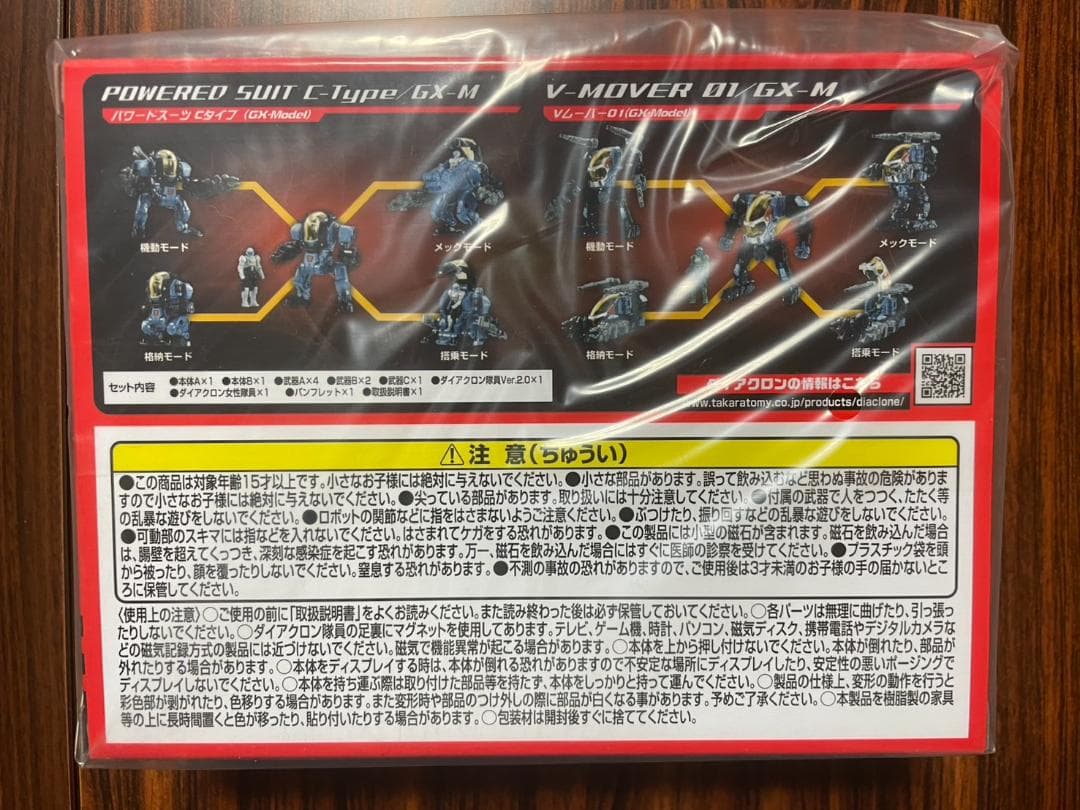 POWERED SUIT C-Type/GX-M
パワードスーツ Cタイプ (GX-Model)
機動モード
メックモード
格納モード
搭乗モード
V-MOVER 01/GX-M
Vムーバー01(GX-Model)
機動モード
メックモード
格納モード
搭乗モード
セット内容 ●本体A×1 ●本体B×1 ●武器A×4 ●武器B×2 ●武器C×1 ●ダイアクロン隊員Ver.2.0×1
●ダイアクロン女性隊員×1 ●パンフレット×1 ●取扱説明書×1
ダイアクロンの情報はこちら
www.takaratomy.co.jp/products/diaclone/
注 意(ちゅうい)
●この商品は対象年齢15才以上です。小さなお子様には絶対に与えないでください。●小さな部品があります。誤って飲み込むなど思わぬ事故の危険がありま
すので小さなお子様には絶対に与えないでください。●尖っている部品があります。取り扱いには十分注意してください。●付属の武器で人をつつく、たたく等
の乱暴な遊びをしないでください。●ロボットの関節などに指をはさまないようご注意ください。●ぶつけたり、振り回すなどの乱暴な遊びをしないでください。
●可動部のスキマには指などを入れないでください。はさまれてケガをする恐れがあります。●この製品には小型の磁石が含まれます。磁石を飲み込んだ場合
は、腸壁を超えてくっつき、深刻な感染症を起こす恐れがあります。万一、磁石を飲み込んだ場合にはすぐに医師の診察を受けてください。●プラスチック袋を頭
から被ったり、顔を覆ったりしないでください。窒息する恐れがあります。●不測の事故の恐れがありますので、ご使用後は3才未満のお子様の手の届かないところ
に保管してください。
〈使用上の注意〉○ご使用の前に「取扱説明書」をよくお読みください。また読み終わった後は必ず保管しておいてください。○各パーツは無理に曲げたり、引っ張っ
たりしないでください。○ダイアクロン隊員の足裏にマグネットを使用してあります。テレビ、ゲーム機、時計、パソコン、磁気ディスク、携帯電話やデジタルカメラな
どの磁気記録方式の製品には近づけないでください。磁気で機能異常が起こる場合があります。○本体を上から押し付けないでください。本体が倒れたり、部品が
外れたりする場合があります。○本体をディスプレイする時は、本体が倒れる恐れがありますので不安定な場所にディスプレイしたり、安定性の悪いポージングで
ディスプレイしないでください。○本体を持ち運ぶ際は取り付けた部品等を持たず、本体をしっかりと持って運んでください。○製品の仕様上、変形の動作を行うと
彩色部が剥がれたり、色移りする場合があります。また変形時や部品のつけ外しの際に部品が白くなる事があります。予めご了承ください。○本製品を樹脂製の家具
等の上に長時間置くと色が移ったり、貼り付いたりする場合があります。○包装材は開封後すぐに捨ててください。